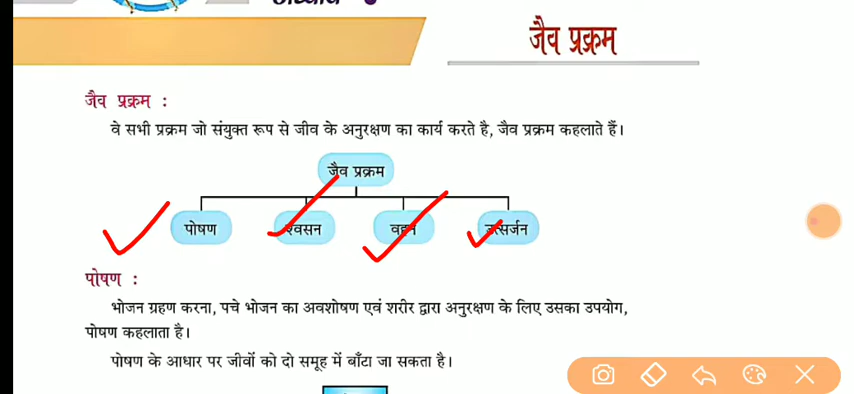 जैव प्रक्रम
जैव प्रक्रम :
वे सभी प्रक्रम जो संयुक्त रूप से जीव के अनुरक्षण का कार्य करते है, जैव प्रक्रम कहलाते हैं।
जैव प्रक्रम
पोषण श्वसन वहन उत्सर्जन
पोषण :
भोजन ग्रहण करना, पचे भोजन का अवशोषण एवं शरीर द्वारा अनुरक्षण के लिए उसका उपयोग,
पोषण कहलाता है।
पोषण के आधार पर जीवों को दो समूह में बाँटा जा सकता है।